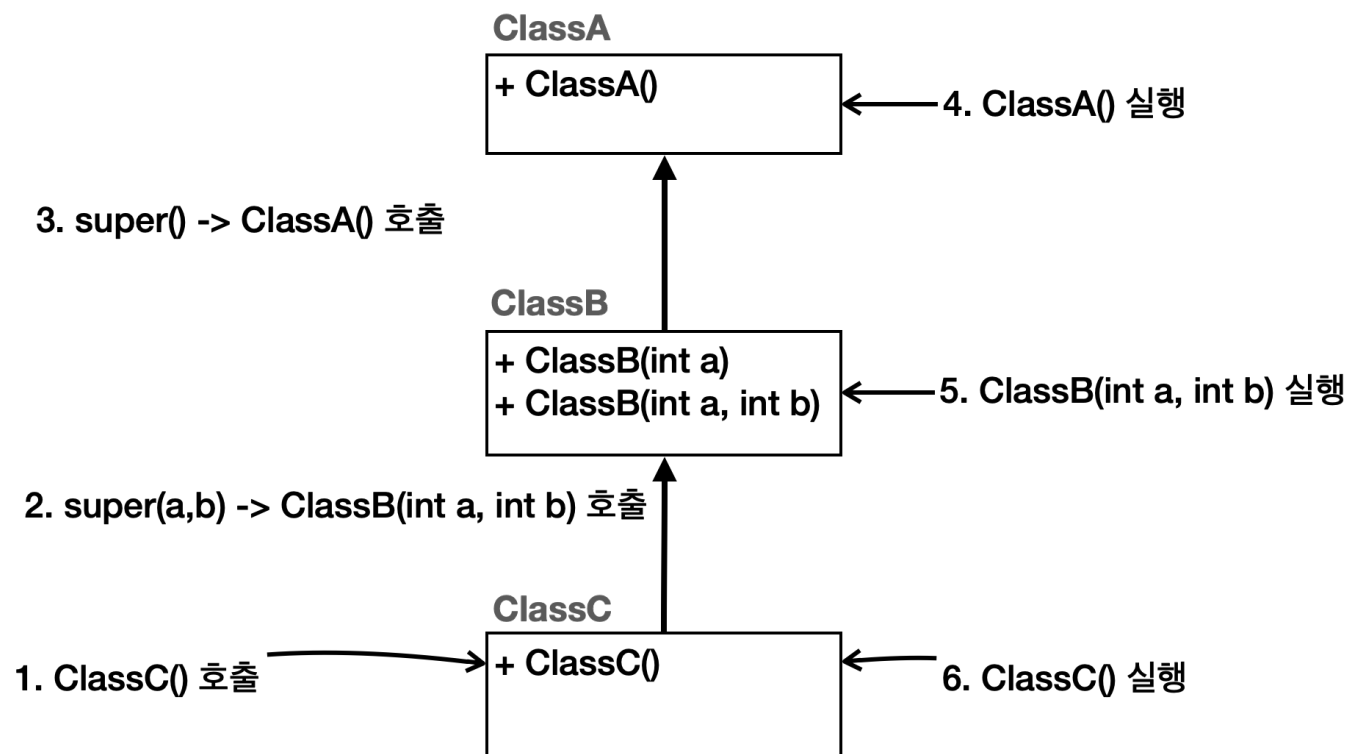 ClassA
+ ClassA()
4. ClassA() 실행
3. super() -> ClassA() 호출
ClassB
+ ClassB(int a)
+ ClassB(int a, int b)
5. ClassB(int a, int b) 실행
2. super(a,b) -> ClassB(int a, int b) 호출
ClassC
+ ClassC()
1. ClassC() 호출
6. ClassC() 실행